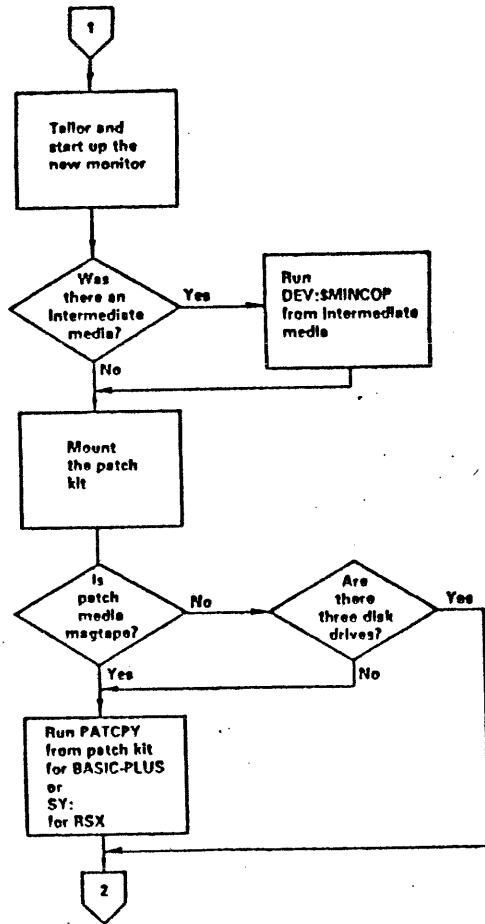 1
Tailor and
start up the
new monitor
Was
there an
Intermediate
media?
Yes
No
Run
DEV:$MINCOP
from Intermediate
media
Mount
the patch
kit
Is
patch
media
magtape?
No
Yes
Are
there
three disk
drives?
Yes
No
Run PATCPY
from patch kit
for BASIC-PLUS
or
SY:
for RSX
2